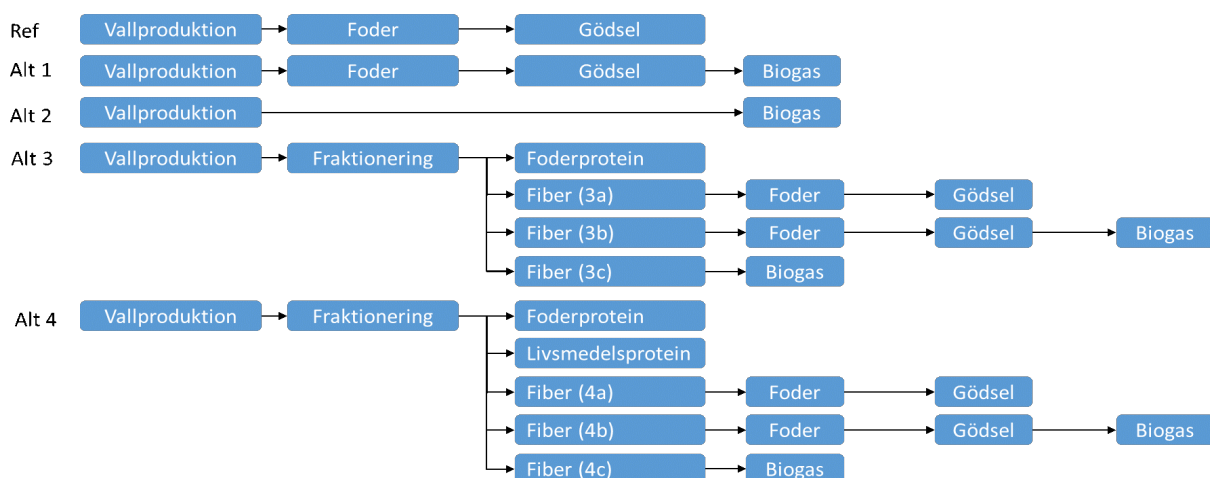 Ref Vallproduktion Foder Gödsel
Alt 1 Vallproduktion Foder Gödsel Biogas
Alt 2 Vallproduktion Biogas
Alt 3 Vallproduktion Fraktionering Foderprotein
Fiber (3a) Foder Gödsel
Fiber (3b) Foder Gödsel Biogas
Fiber (3c) Biogas
Alt 4 Vallproduktion Fraktionering Foderprotein
Livsmedelsprotein
Fiber (4a) Foder Gödsel
Fiber (4b) Foder Gödsel Biogas
Fiber (4c) Biogas